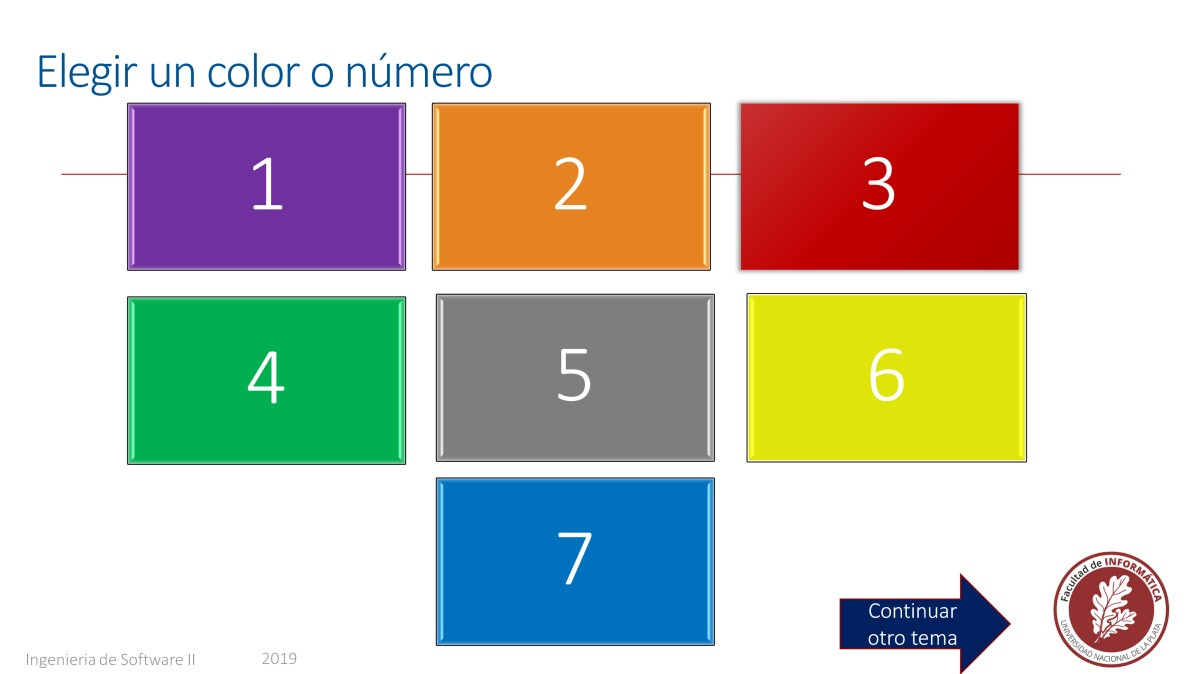 Elegir un color o número
1
2
3
4
5
6
7
Continuar
otro tema
Facultad de INFORMÁTICA
UNIVERSIDAD NACIONAL DE LA PLATA
Ingenieria de Software II
2019